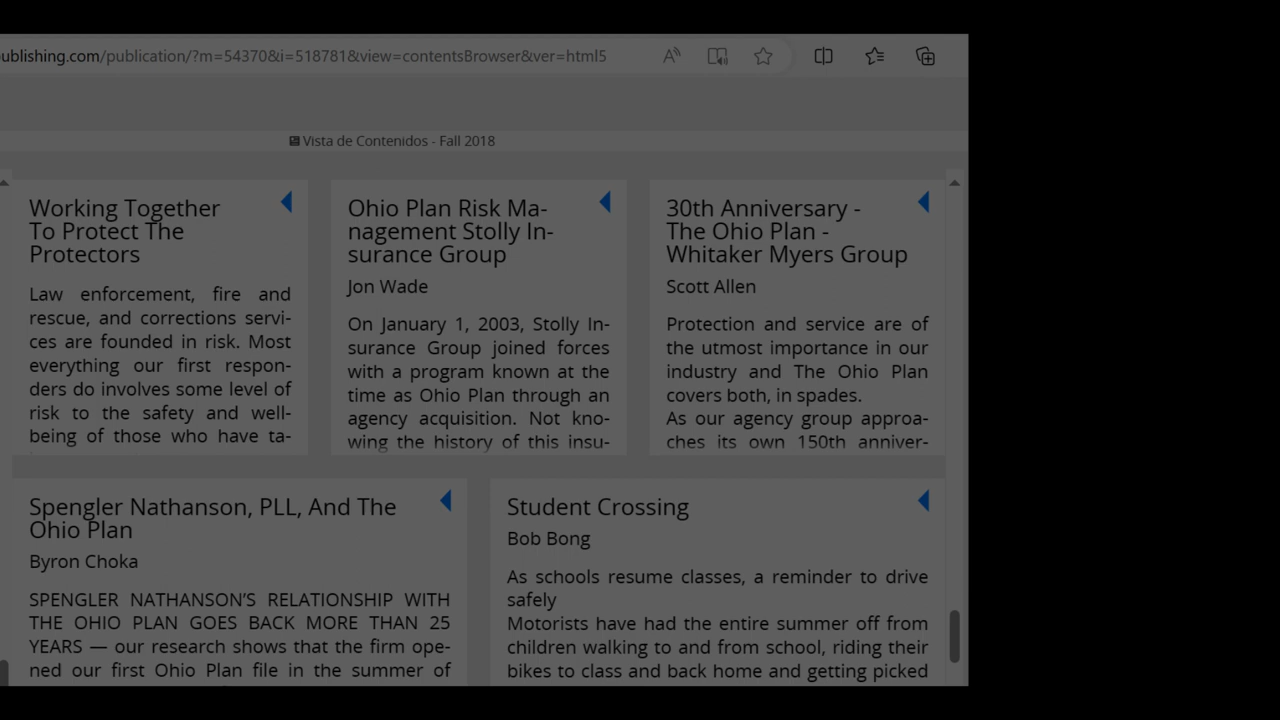 ublishing.com/publication/?m=54370&i=518781&view=contentsBrowser&ver=html5
Vista de Contenidos - Fall 2018
Working Together
To Protect The
Protectors
Law enforcement, fire and
rescue, and corrections servi-
ces are founded in risk. Most
everything our first respon-
ders do involves some level of
risk to the safety and well-
being of those who have ta-
Ohio Plan Risk Ma-
nagement Stolly In-
surance Group
Jon Wade
On January 1, 2003, Stolly In-
surance Group joined forces
with a program known at the
time as Ohio Plan through an
agency acquisition. Not kno-
wing the history of this insu-
30th Anniversary -
The Ohio Plan -
Whitaker Myers Group
Scott Allen
Protection and service are of
the utmost importance in our
industry and The Ohio Plan
covers both, in spades.
As our agency group approa-
ches its own 150th anniver-
Spengler Nathanson, PLL, And The
Ohio Plan
Byron Choka
SPENGLER NATHANSON’S RELATIONSHIP WITH
THE OHIO PLAN GOES BACK MORE THAN 25
YEARS — our research shows that the firm ope-
ned our first Ohio Plan file in the summer of
Student Crossing
Bob Bong
As schools resume classes, a reminder to drive
safely
Motorists have had the entire summer off from
children walking to and from school, riding their
bikes to class and back home and getting picked